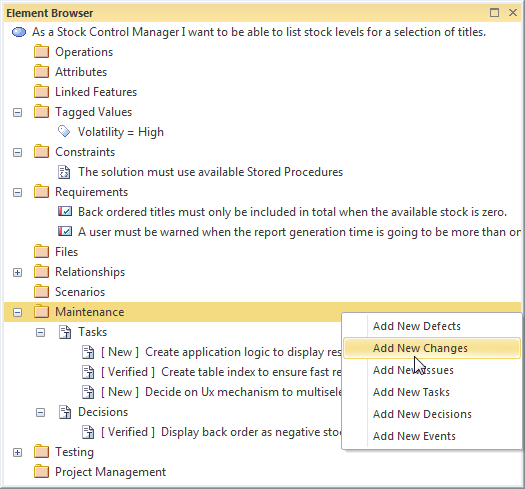 Element Browser
As a Stock Control Manager I want to be able to list stock levels for a selection of titles.
Operations
Attributes
Linked Features
Tagged Values
Volatility = High
Constraints
The solution must use available Stored Procedures
Requirements
Back ordered titles must only be included in total when the available stock is zero.
A user must be warned when the report generation time is going to be more than
Files
Relationships
Scenarios
Maintenance
Tasks
[ New ] Create application logic to display
[ Verified ] Create table index to ensure fast
[ New ] Decide on Ux mechanism to
Decisions
[ Verified ] Display back order as negative
Testing
Project Management
Add New Defects
Add New Changes
Add New Issues
Add New Tasks
Add New Decisions
Add New Events